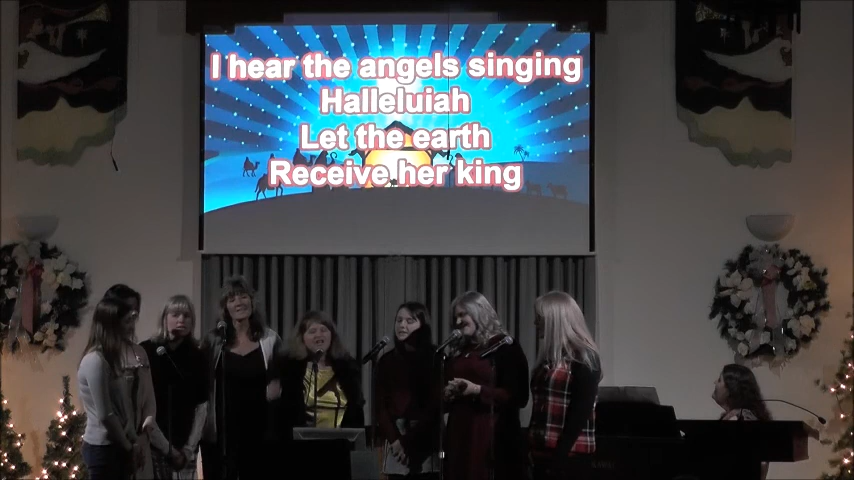 I hear the angels singing
Halleluiah
Let the earth
Receive her king